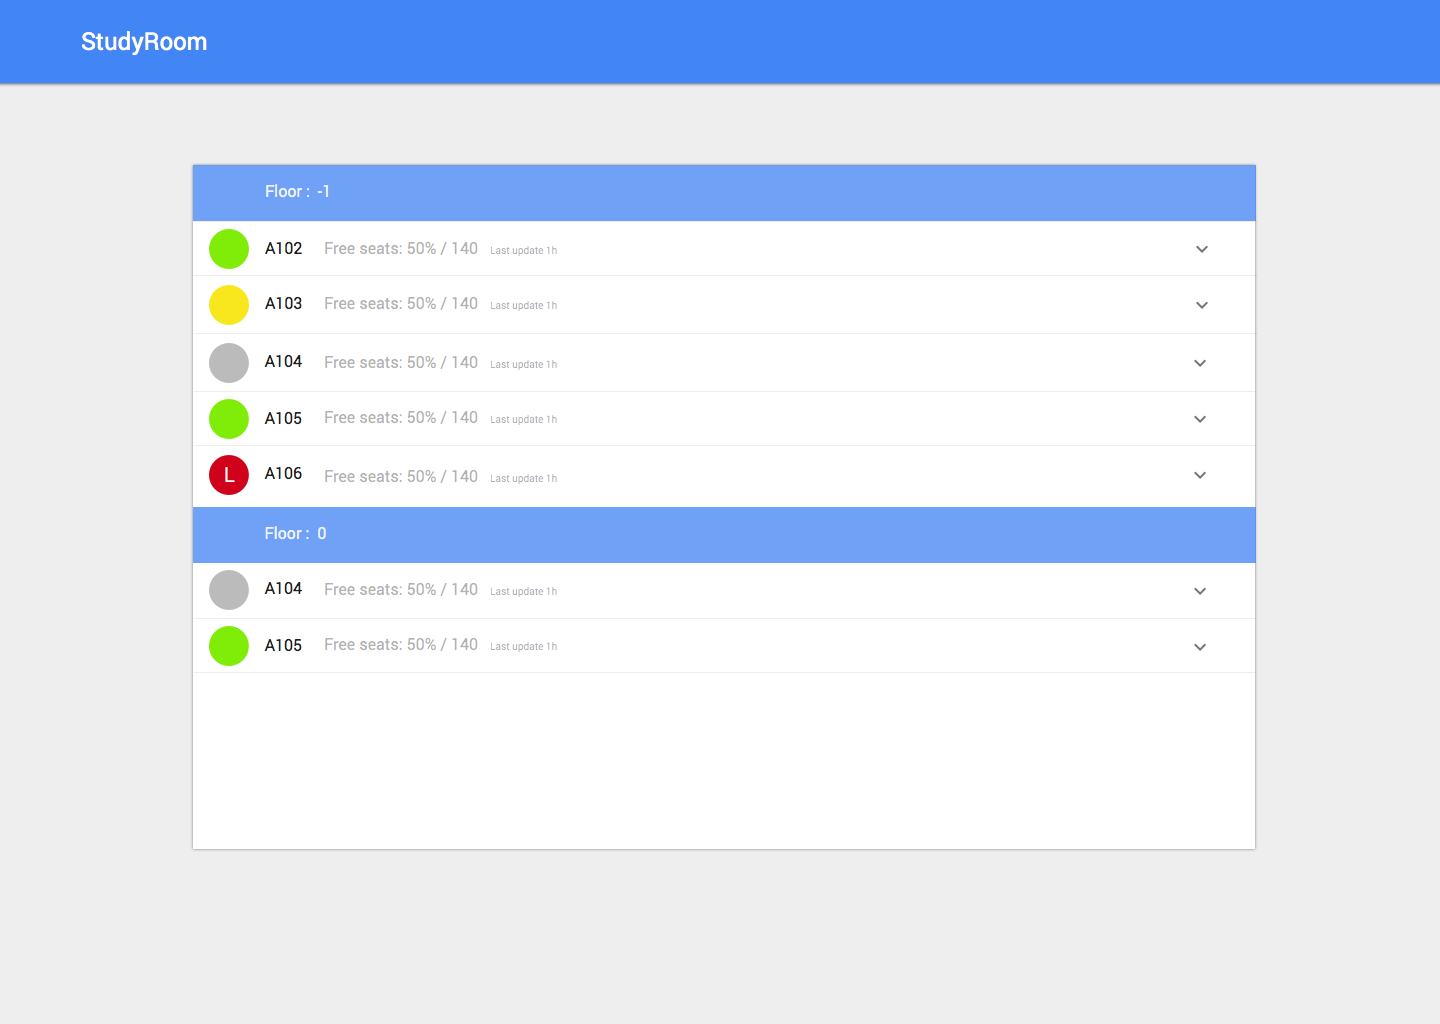 StudyRoom
Floor : -1
A102 Free seats: 50% / 140 Last update 1h
A103 Free seats: 50% / 140 Last update 1h
A104 Free seats: 50% / 140 Last update 1h
A105 Free seats: 50% / 140 Last update 1h
L A106 Free seats: 50% / 140 Last update 1h
Floor : 0
A104 Free seats: 50% / 140 Last update 1h
A105 Free seats: 50% / 140 Last update 1h